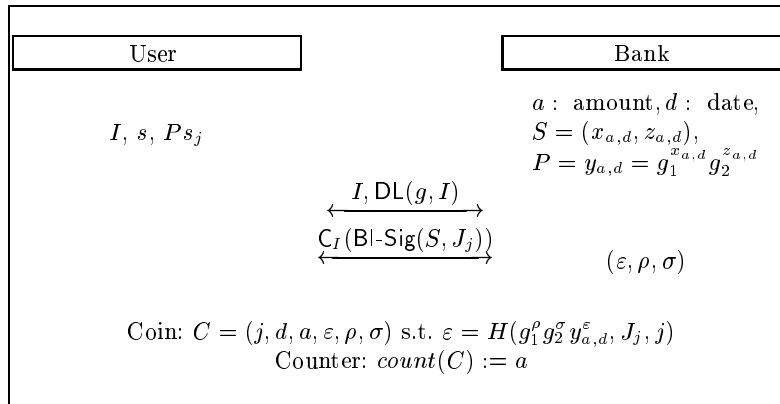 User Bank
a : amount, d : date,
I, s, Ps_j S = (x_{a,d}, z_{a,d}),
P = y_{a,d} = g_1^{x_{a,d}} g_2^{z_{a,d}}
I, DL(g, I)
C_I(Bl-Sig(S, J_j))
(ε, ρ, σ)
Coin: C = (j, d, a, ε, ρ, σ) s.t. ε = H(g_1^ρ g_2^σ y_{a,d}^ε, J_j, j)
Counter: count(C) := a